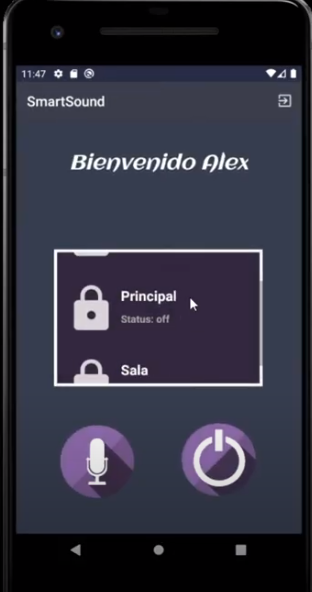 11:47
SmartSound
Bienvenido Alex
Principal
Status: off
Sala